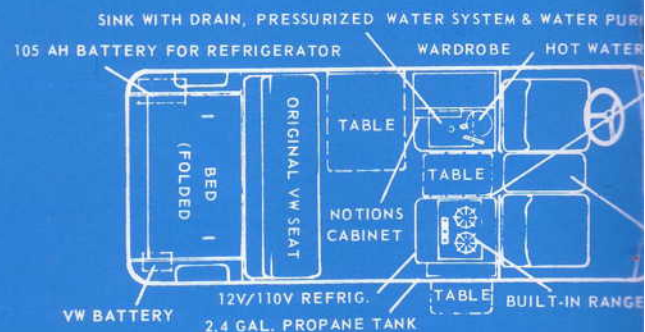 SINK WITH DRAIN, PRESSURIZED WATER SYSTEM & WATER
105 AH BATTERY FOR REFRIGERATOR
WARDROBE
HOT WATER
TABLE
ORIGINAL VW SEAT
BED
(FOLDED)
TABLE
NOTIONS
CABINET
12V/110V REFRIG.
TABLE
BUILT-IN RANGE
VW BATTERY
2.4 GAL. PROPANE TANK